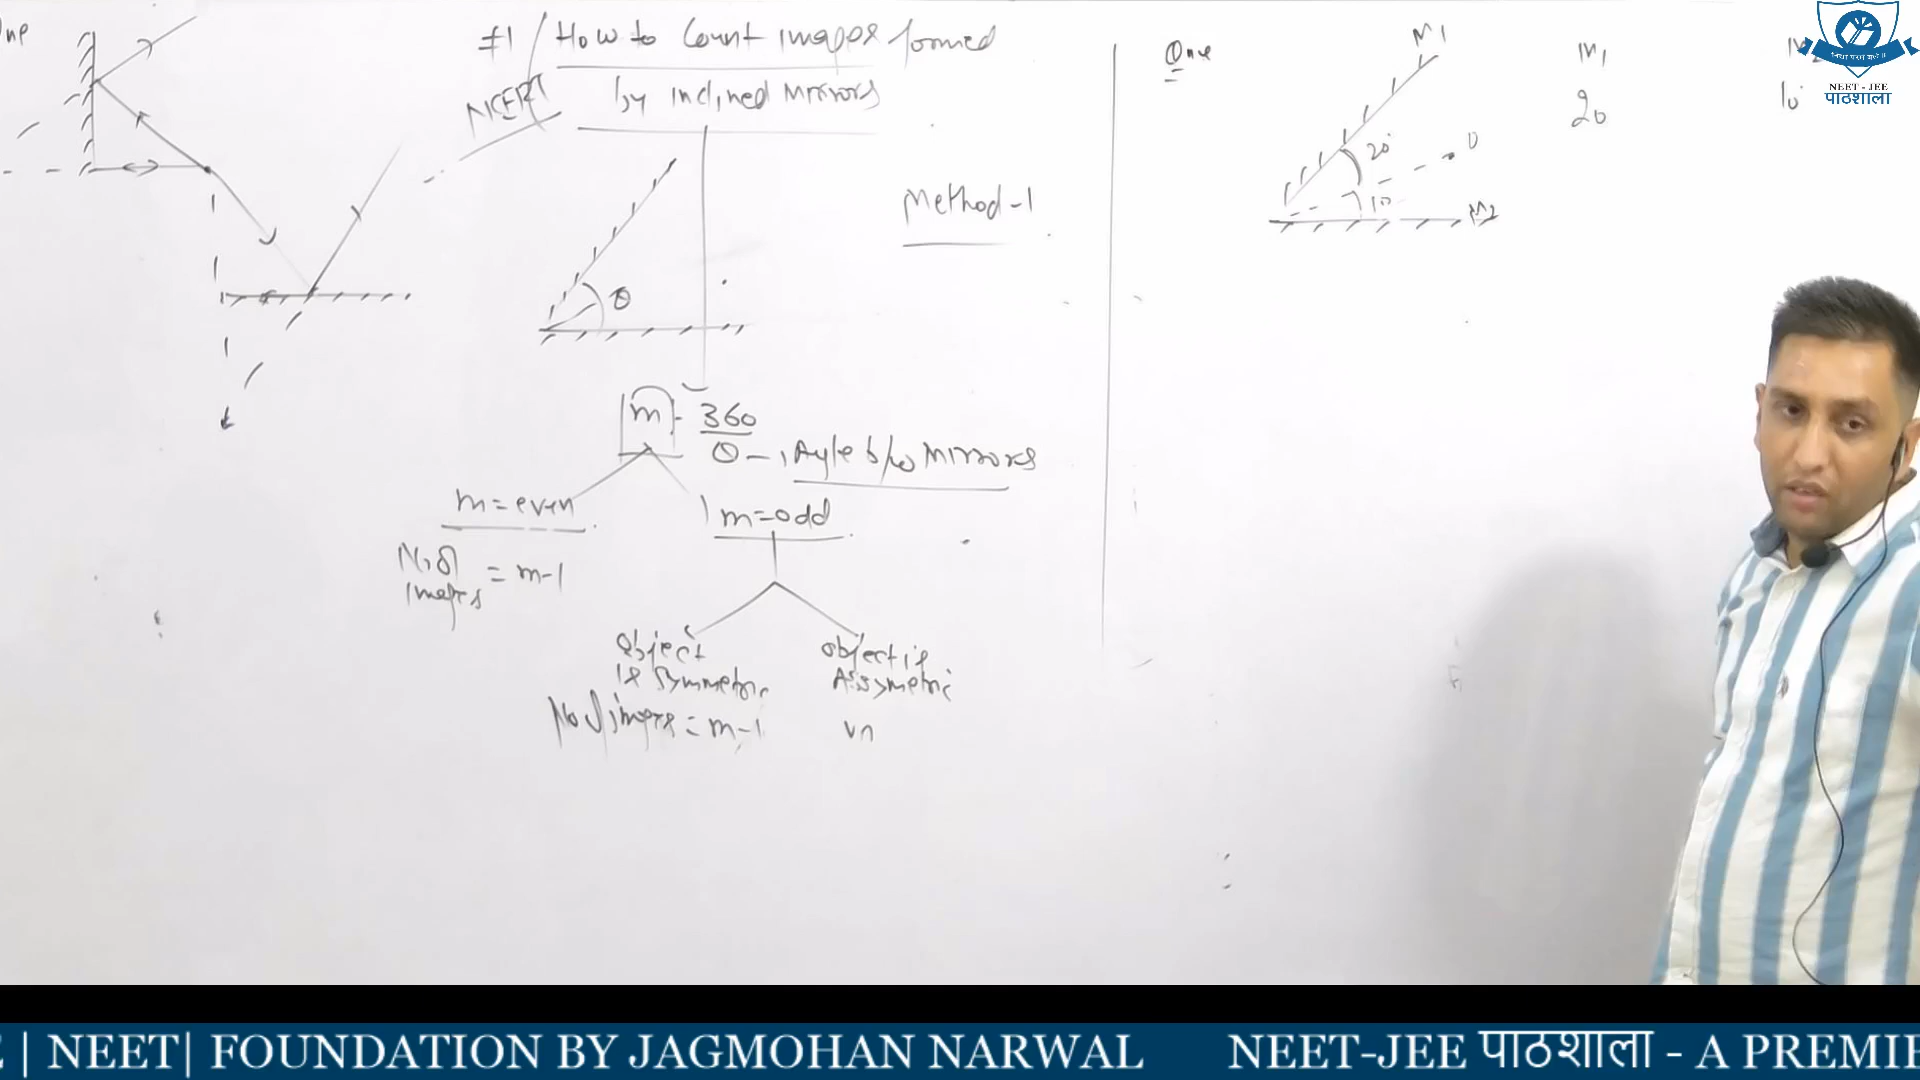 #1 How to Count images formed
by inclined Mirrors
NCERT
Method-1
θ
m = 360
θ → Angle b/w Mirrors
m = even
m = odd
No of
images = m-1
Object
is symmetric
Object is
Assymetric
No of images = m-1
One
M1
20°
O
10
M2
M1
20
10°
NEET - JEE
पाठशाला
| NEET| FOUNDATION BY JAGMOHAN NARWAL
NEET-JEE पाठशाला - A PREMIE